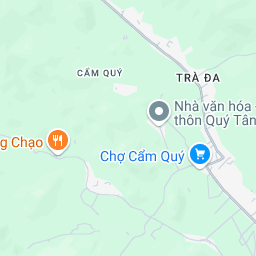 CẨM QUÝ
TRÀ ĐA
Nhà văn hóa -
thôn Quý Tân
g Chạo
Chợ Cẩm Quý